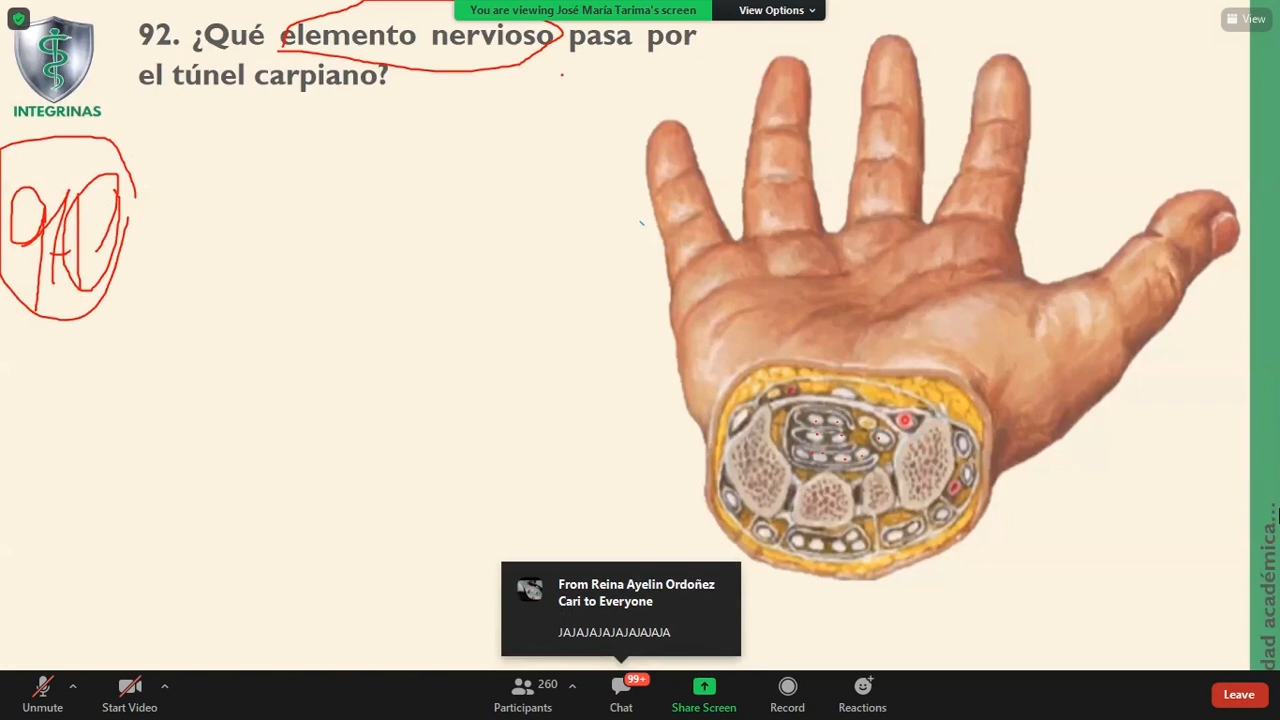 You are viewing José María Tarima's screen
View Options
View
92. ¿Qué elemento nervioso pasa por
el túnel carpiano?
INTEGRINAS
dad académica...
From Reina Ayelin Ordoñez
Cari to Everyone
JAJAJAJAJAJAJAJA
Unmute
Start Video
260
Participants
99+
Chat
Share Screen
Record
Reactions
Leave